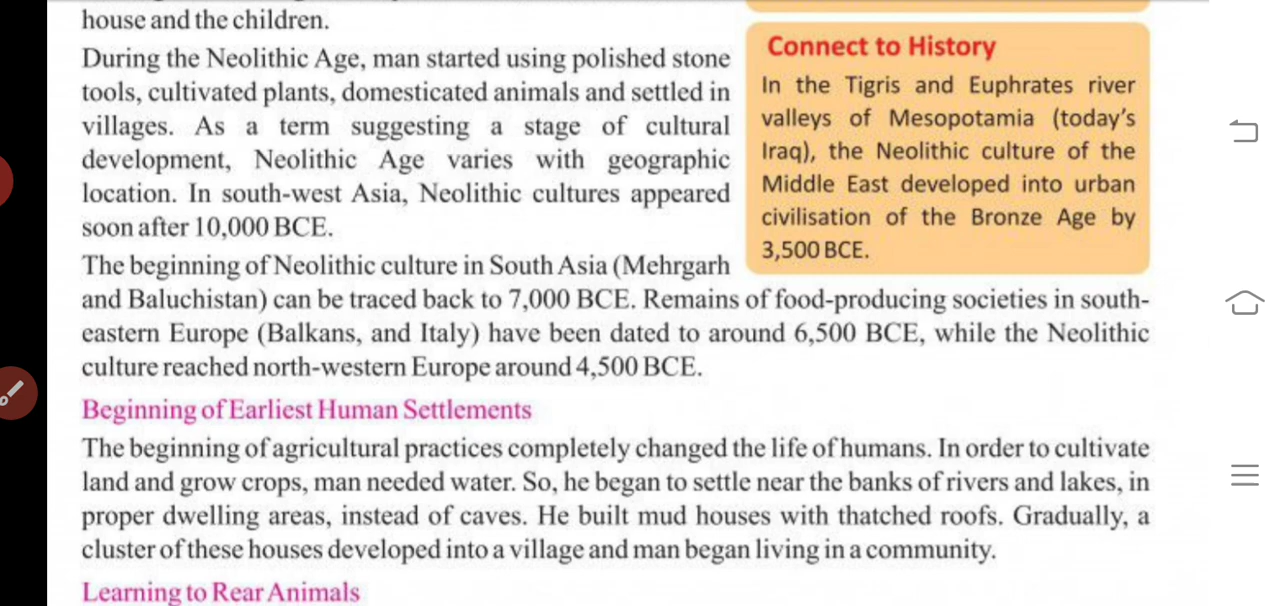 house and the children.
During the Neolithic Age, man started using polished stone
tools, cultivated plants, domesticated animals and settled in
villages. As a term suggesting a stage of cultural
development, Neolithic Age varies with geographic
location. In south-west Asia, Neolithic cultures appeared
soon after 10,000 BCE.
The beginning of Neolithic culture in South Asia (Mehrgarh
and Baluchistan) can be traced back to 7,000 BCE. Remains of food-producing societies in south-
eastern Europe (Balkans, and Italy) have been dated to around 6,500 BCE, while the Neolithic
culture reached north-western Europe around 4,500 BCE.
Connect to History
In the Tigris and Euphrates river
valleys of Mesopotamia (today's
Iraq), the Neolithic culture of the
Middle East developed into urban
civilisation of the Bronze Age by
3,500 BCE.
Beginning of Earliest Human Settlements
The beginning of agricultural practices completely changed the life of humans. In order to cultivate
land and grow crops, man needed water. So, he began to settle near the banks of rivers and lakes, in
proper dwelling areas, instead of caves. He built mud houses with thatched roofs. Gradually, a
cluster of these houses developed into a village and man began living in a community.
Learning to Rear Animals